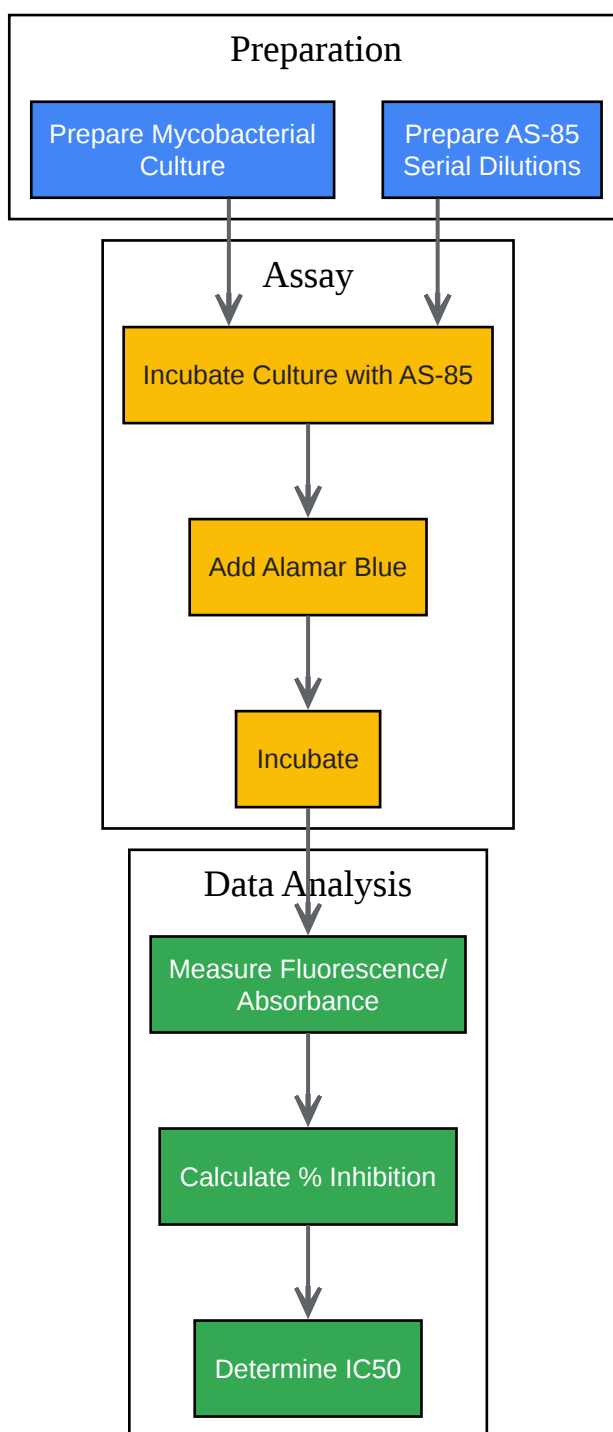 Preparation
Prepare Mycobacterial
Culture
Prepare AS-85
Serial Dilutions
Assay
Incubate Culture with AS-85
Add Alamar Blue
Incubate
Data Analysis
Measure Fluorescence/
Absorbance
Calculate % Inhibition
Determine IC50